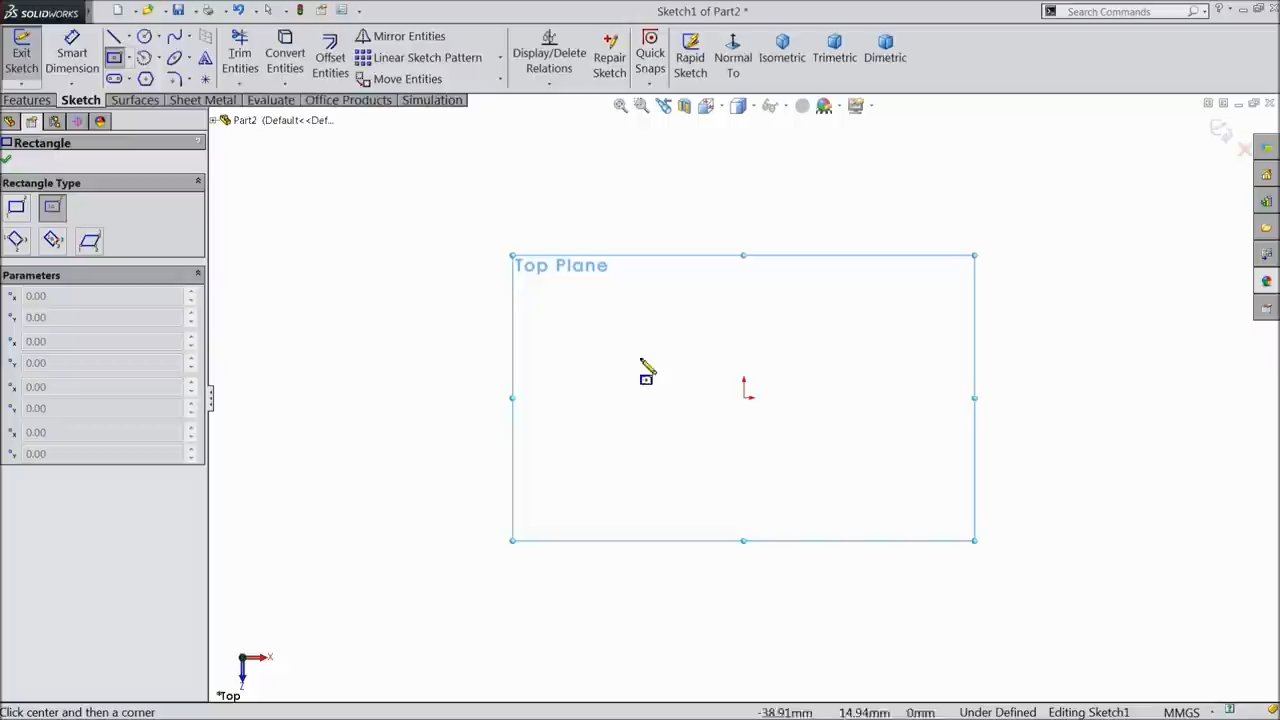 SOLIDWORKS
Sketch1 of Part2 *
Search Commands
Exit Sketch
Smart Dimension
Trim Entities
Convert Entities
Offset Entities
Mirror Entities
Linear Sketch Pattern
Move Entities
Display/Delete Relations
Repair Sketch
Quick Snaps
Rapid Sketch
Normal To
Isometric
Trimetric
Dimetric
Features
Sketch
Surfaces
Sheet Metal
Evaluate
Office Products
Simulation
Part2 (Default<<Def...
Rectangle
?
Rectangle Type
Parameters
0.00
0.00
0.00
0.00
0.00
0.00
0.00
0.00
Top Plane
X
Z
*Top
Click center and then a corner
-38.91mm
14.94mm
0mm
Under Defined
Editing Sketch1
MMGS